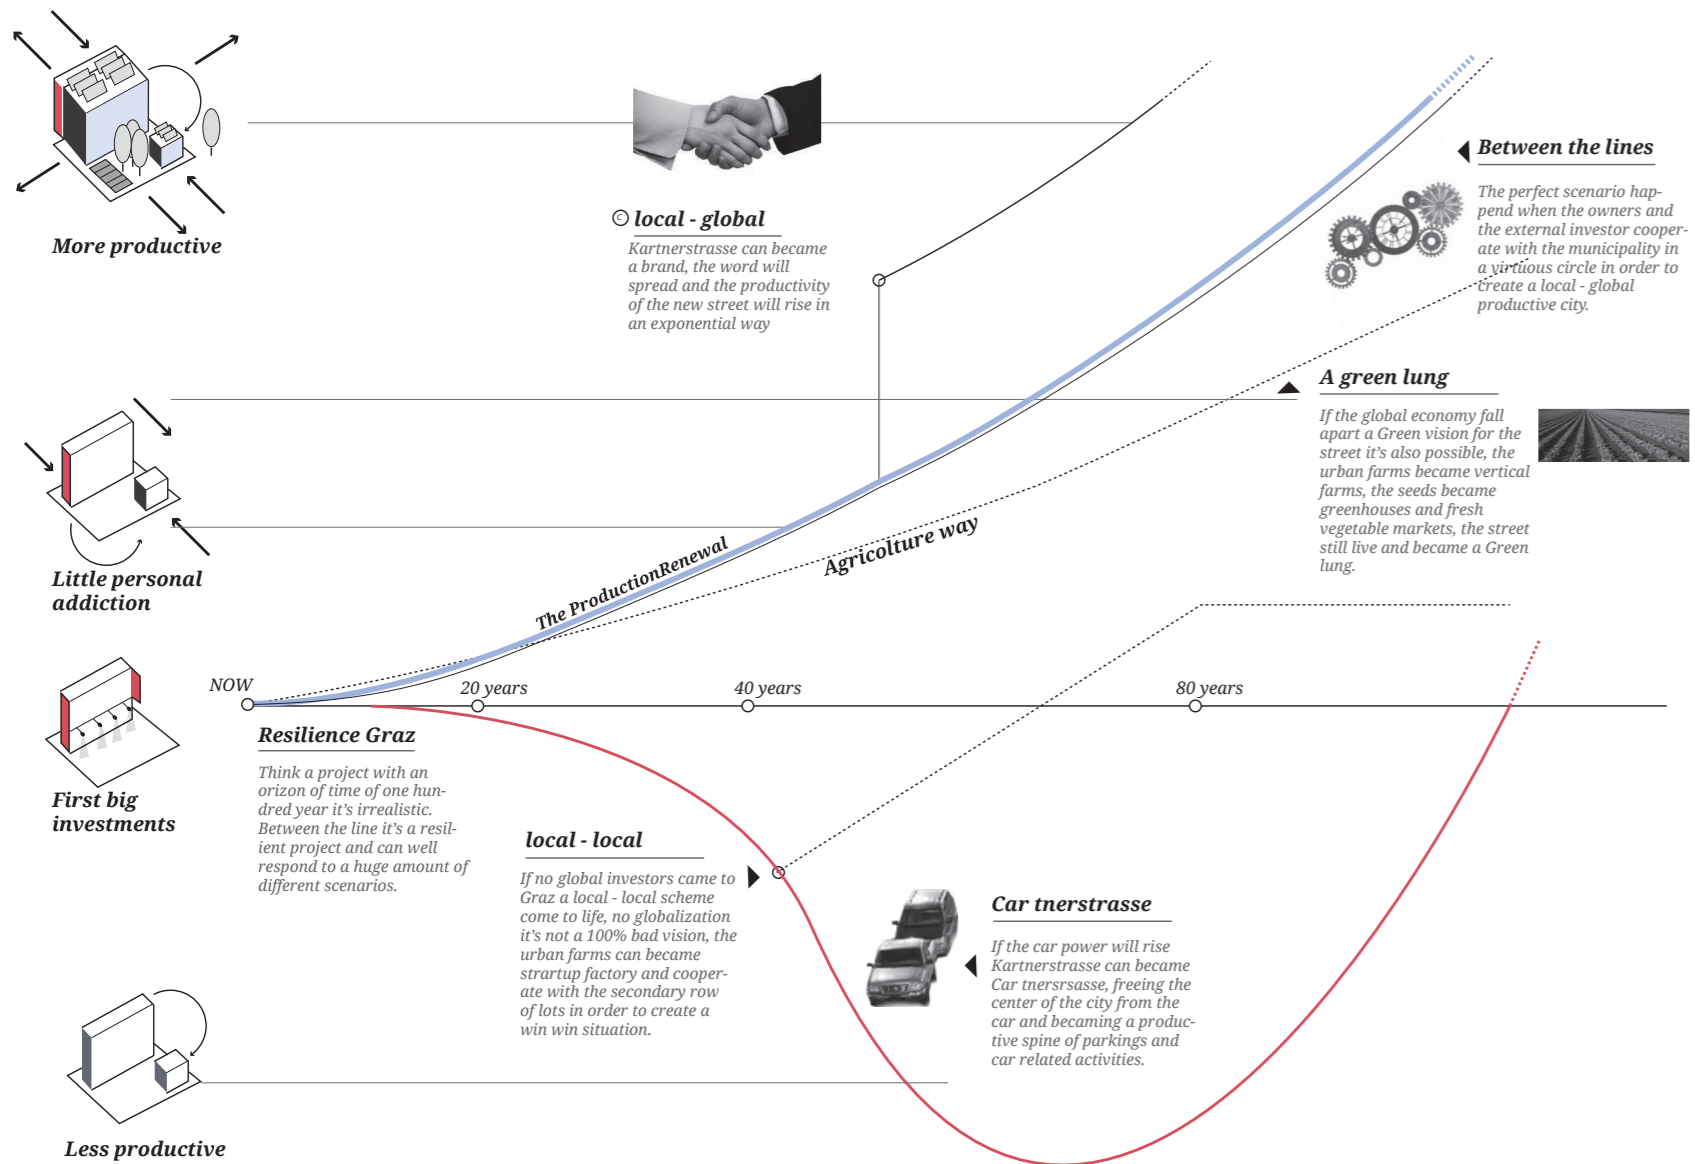 More productive
© local - global
Kartnerstrasse can became
a brand, the word will
spread and the productivity
of the new street will rise in
an exponential way
Between the lines
The perfect scenario hap-
pend when the owners and
the external investor cooper-
ate with the municipality in
a virtuous circle in order to
create a local - global
productive city.
A green lung
If the global economy fall
apart a Green vision for the
street it's also possible, the
urban farms became vertical
farms, the seeds became
greenhouses and fresh
vegetable markets, the street
still live and became a Green
lung.
Little personal
addiction
The ProductionRenewal
Agricolture way
First big
investments
NOW
20 years
40 years
80 years
Resilience Graz
Think a project with an
orizon of time of one hun-
dred year it's irrealistic.
Between the line it's a resil-
ient project and can well
respond to a huge amount of
different scenarios.
local - local
If no global investors came to
Graz a local - local scheme
come to life, no globalization
it's not a 100% bad vision, the
urban farms can became
strartup factory and cooper-
ate with the secondary row
of lots in order to create a
win win situation.
Car tnerstrasse
If the car power will rise
Kartnerstrasse can became
Car tnersrsasse, freeing the
center of the city from the
car and becaming a produc-
tive spine of parkings and
car related activities.
Less productive